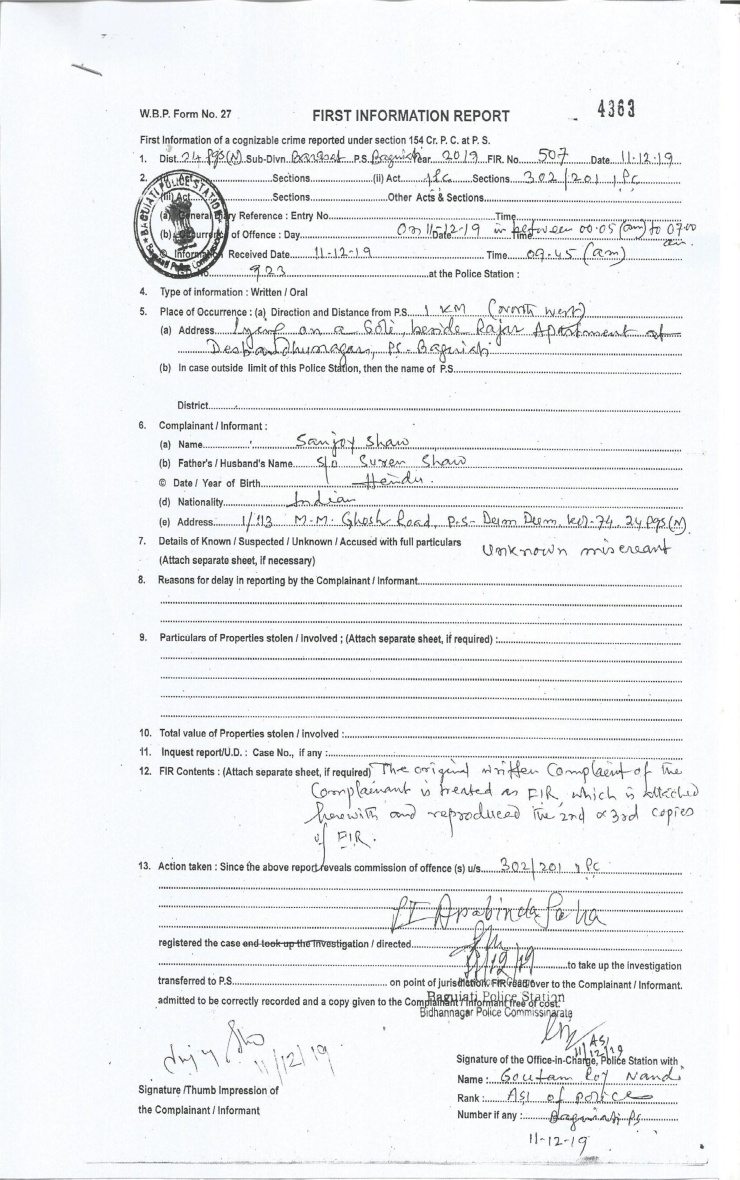 4363
W.B.P. Form No. 27
FIRST INFORMATION REPORT
First Information of a cognizable crime reported under section 154 Cr. P. C. at P. S.
1. Dist. 24 Pgs(N) Sub-Divn. Barasat P.S. Baguiati Year 2019 FIR. No. 507 Date 11-12-19
2. (i) Act Sections (ii) Act IPC Sections 302/201 IPC
(iii) Act Sections Other Acts & Sections
BAGUIATI POLICE STATION
(a) General Diary Reference : Entry No. Time
(b) Occurrence of Offence : Day On 11-12-19 Date in between Time 00.05 (am) to 07.00 am.
© Information Received Date 11-12-19 Time 09.45 (am)
No. 923 at the Police Station :
4. Type of information : Written / Oral
5. Place of Occurrence : (a) Direction and Distance from P.S. 1 KM (North West)
(a) Address Lying on a Goli, beside Rajar Apartment at
Desbandhunagar, PS- Baguiati
(b) In case outside limit of this Police Station, then the name of P.S.
District
6. Complainant / Informant :
(a) Name Sanjoy Shaw
(b) Father's / Husband's Name S/O Suren Shaw
© Date / Year of Birth Hindu.
(d) Nationality Indian
(e) Address 1/113 M.M. Ghosh Road, P.S- Dum Dum, Kol-74, 24 Pgs (N)
7. Details of Known / Suspected / Unknown / Accused with full particulars Unknown miscreant
(Attach separate sheet, if necessary)
8. Reasons for delay in reporting by the Complainant / Informant
9. Particulars of Properties stolen / Involved ; (Attach separate sheet, if required) :
10. Total value of Properties stolen / involved :
11. Inquest report/U.D. : Case No., if any :
12. FIR Contents : (Attach separate sheet, if required) The original written Complaint of the
Complainant is treated as FIR, which is attached
herewith and reproduced the 2nd & 3rd copies
of FIR.
13. Action taken : Since the above report reveals commission of offence (s) u/s. 302/201 IPC
SI Arabinda Saha
registered the case and took up the investigation / directed
11/12/19 to take up the investigation
transferred to P.S. on point of jurisdiction. FIR read over to the Complainant / Informant.
admitted to be correctly recorded and a copy given to the Complainant / Informant free of cost.
Baguiati Police Station
Bidhannagar Police Commissionarate
11/12/19
ASI
11/12/19
Signature of the Office-in-Charge, Police Station with
Name : Goutam Roy Nandi
Rank : ASI of police
Number if any : Baguiati PS
11-12-19
Signature /Thumb Impression of
the Complainant / Informant